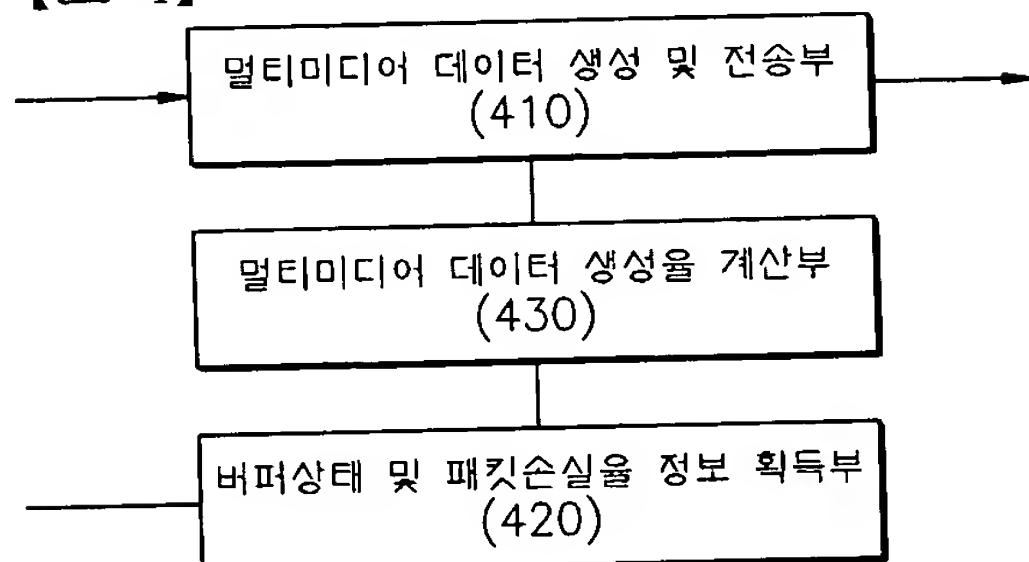 멀티미디어 데이터 생성 및 전송부
(410)
멀티미디어 데이터 생성율 계산부
(430)
버퍼상태 및 패킷손실율 정보 획득부
(420)